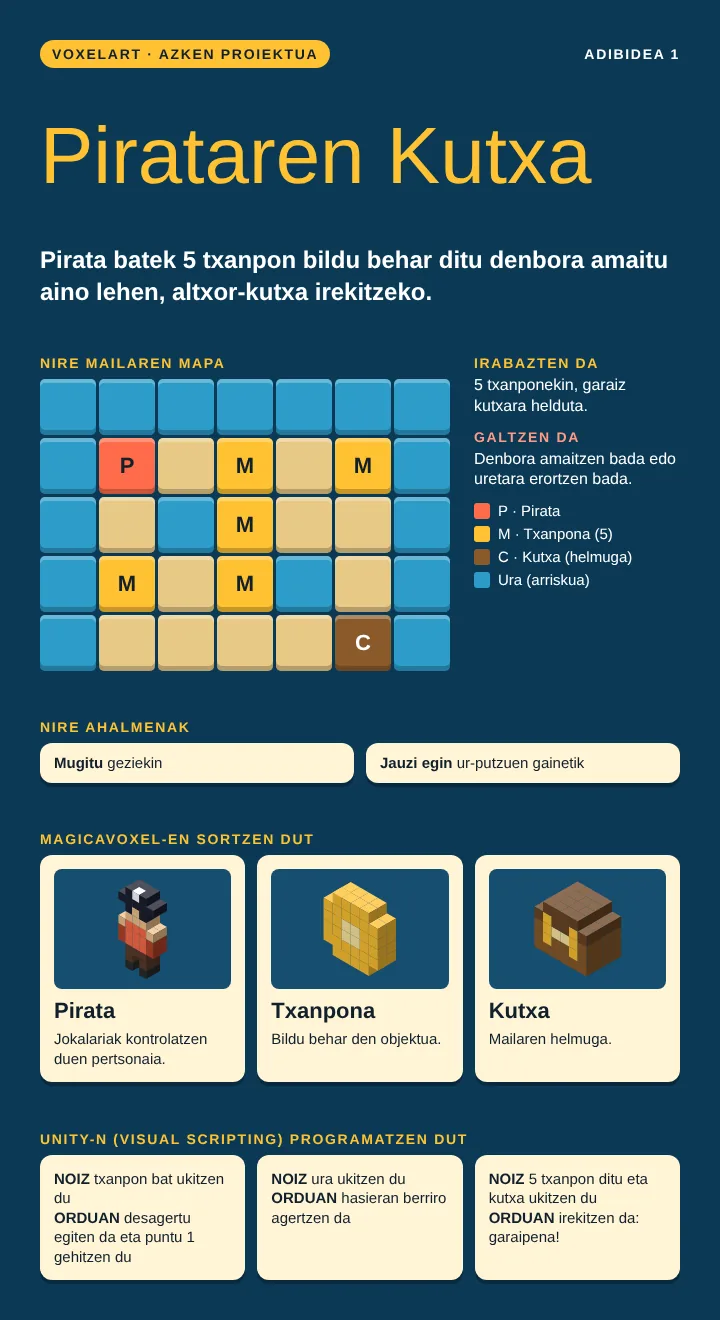 VOXELART · AZKEN PROIEKTUA
ADIBIDEA 1
Pirataren Kutxa
Pirata batek 5 txanpon bildu behar ditu denbora amaitu
aino lehen, altxor-kutxa irekitzeko.
NIRE MAILAREN MAPA
P M M
M
M M
C
IRABAZTEN DA
5 txanponekin, garaiz
kutxara helduta.
GALTZEN DA
Denbora amaitzen bada edo
uretara erortzen bada.
P · Pirata
M · Txanpona (5)
C · Kutxa (helmuga)
Ura (arriskua)
NIRE AHALMENAK
Mugitu geziekin
Jauzi egin ur-putzuen gainetik
MAGICAVOXEL-EN SORTZEN DUT
Pirata
Jokalariak kontrolatzen
duen pertsonaia.
Txanpona
Bildu behar den objektua.
Kutxa
Mailaren helmuga.
UNITY-N (VISUAL SCRIPTING) PROGRAMATZEN DUT
NOIZ txanpon bat ukitzen
du
ORDUAN desagertu
egiten da eta puntu 1
gehitzen du
NOIZ ura ukitzen du
ORDUAN hasieran berriro
agertzen da
NOIZ 5 txanpon ditu eta
kutxa ukitzen du
ORDUAN irekitzen da:
garaipena!